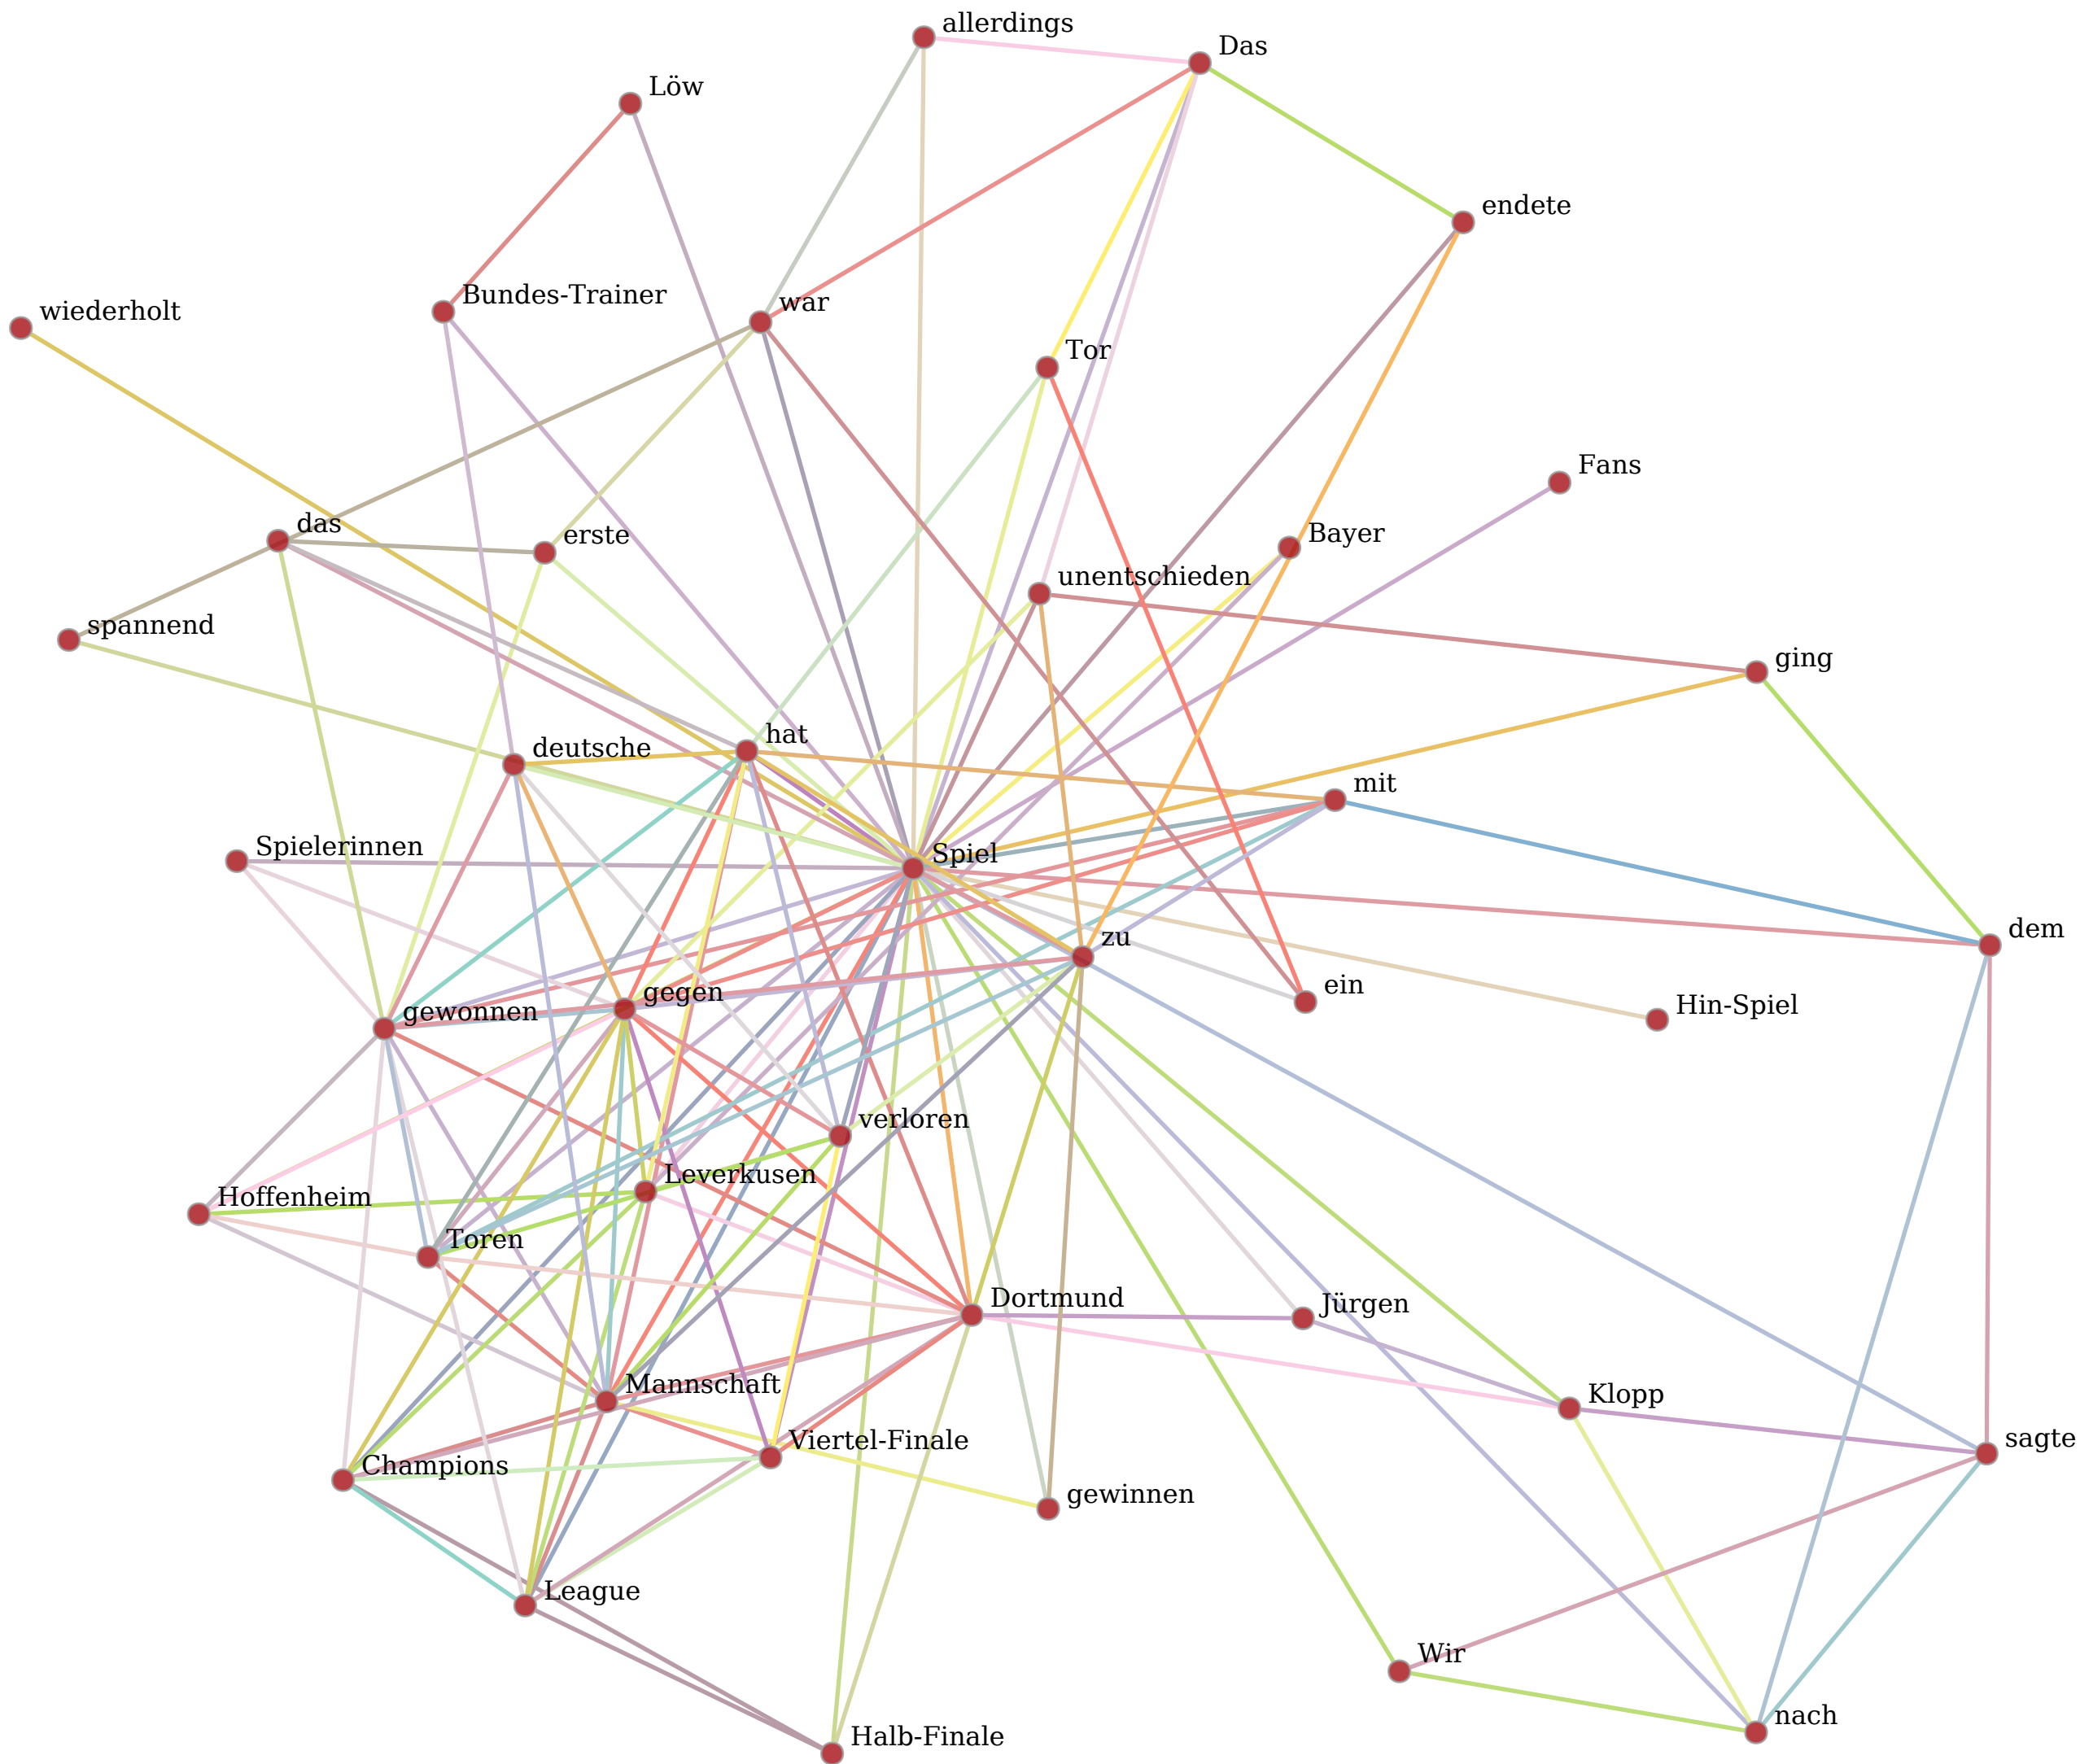 allerdings
Das
Löw
endete
Bundes-Trainer
war
wiederholt
Tor
Fans
das
erste
Bayer
unentschieden
spannend
ging
hat
deutsche
mit
Spielerinnen
Spiel
dem
zu
ein
gegen
Hin-Spiel
gewonnen
verloren
Leverkusen
Hoffenheim
Toren
Dortmund
Jürgen
Mannschaft
Klopp
Viertel-Finale
sagte
Champions
gewinnen
League
Wir
nach
Halb-Finale